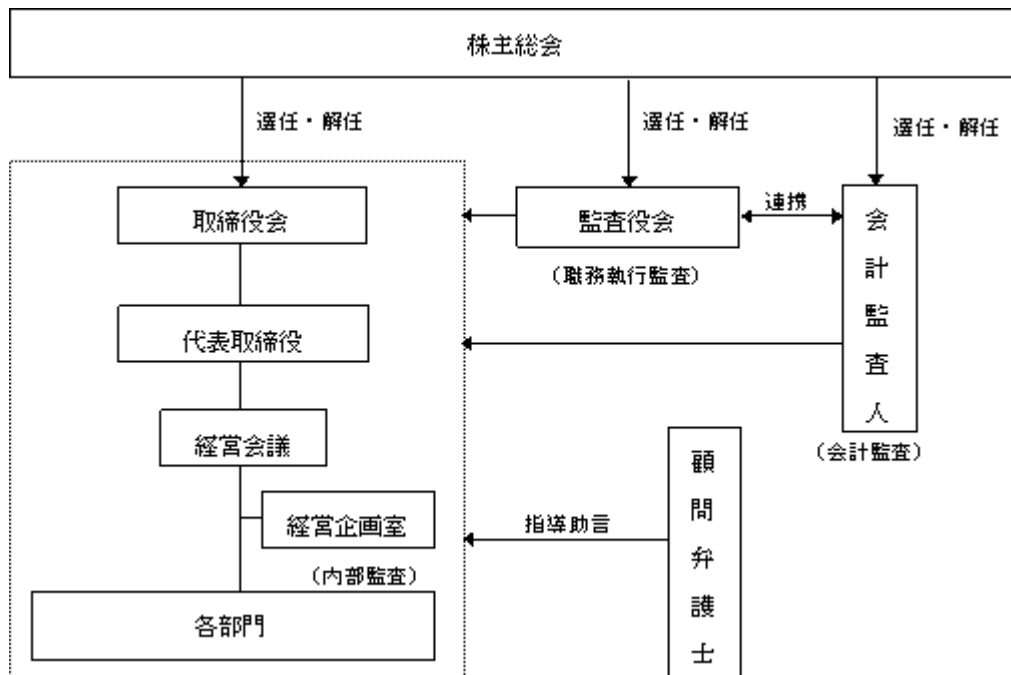 株主総会
選任・解任
選任・解任
選任・解任
取締役会
監査役会
連携
会計監査人
(職務執行監査)
代表取締役
経営会議
(会計監査)
顧問弁護士
経営企画室
指導助言
(内部監査)
各部門